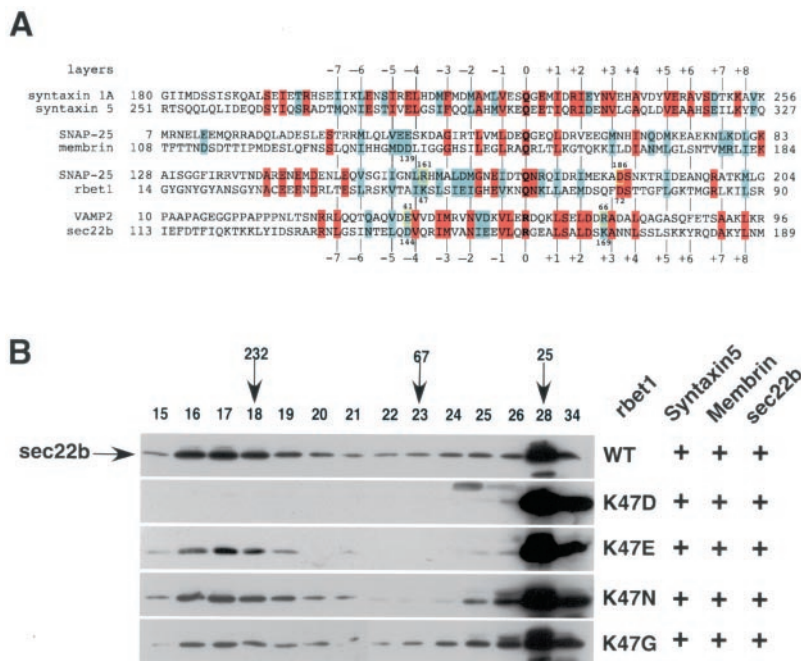 A
layers −7 −6 −5 −4 −3 −2 −1 0 +1 +2 +3 +4 +5 +6 +7 +8
syntaxin 1A 180 GIIMDSSISKQALSEIETRHSEIIKLENSIRELHDMFMDMAMLVESQGEMIDRIEYNVEHAVDYVERAVSDTKKAVK 256
syntaxin 5 251 RTSQQLQLIDEQDSYIQSRADTMQNIESTIVELGSIFQQLAHMVKEQEETIQRIDENVLGAQLDVEAAHSEILKYFQ 327
SNAP-25 7 MRNELEEMQRRADQLADESLESTRRMLQLVEESKDAGIRTLVMLDEQGEQLDRVEEGMNHINQDMKEAEKNLKDLGK 83
membrin 108 FTTNDSDTTIPMDESLQFNSSLQNIHHGMDDLIGGGHSILEGLRAQRLTLKGTQKKILDIANMLGLSNTVMRLIEK 184
139 161 186
SNAP-25 128 AISGGFIRRVTNDARENEMDENLEQVSGIIGNLRHMALDMGNEIDTQNRQIDRIMEKADSNKTRIDEANQRATKMLG 204
rbet1 14 GYGNYGYANSGYNACEEENDRLTESLRSKVTAIKSLSIEIGHEVKNQNKLLAEMDSQFDSTTGFLGKTMGRLKILSR 90
47 72
61 66
VAMP2 10 PAAPAGEGGPPAPPPNLTSNRRLQQTQAQVDEVVDIMRVNVDKVLERDQKLSELDDRADALQAGASQFETSAAKLKR 96
sec22b 113 IEFDTFIQKTKKLYIDSRARRNLGSINTELQDVQRIMVANIEEVLQRGEALSALDSKANNLSSLSKKYRQDAKYLNM 189
144 169
−7 −6 −5 −4 −3 −2 −1 0 +1 +2 +3 +4 +5 +6 +7 +8
B
232 67 25
rbet1 Syntaxin5 Membrin sec22b
15 16 17 18 19 20 21 22 23 24 25 26 28 34
sec22b WT + + +
K47D + + +
K47E + + +
K47N + + +
K47G + + +